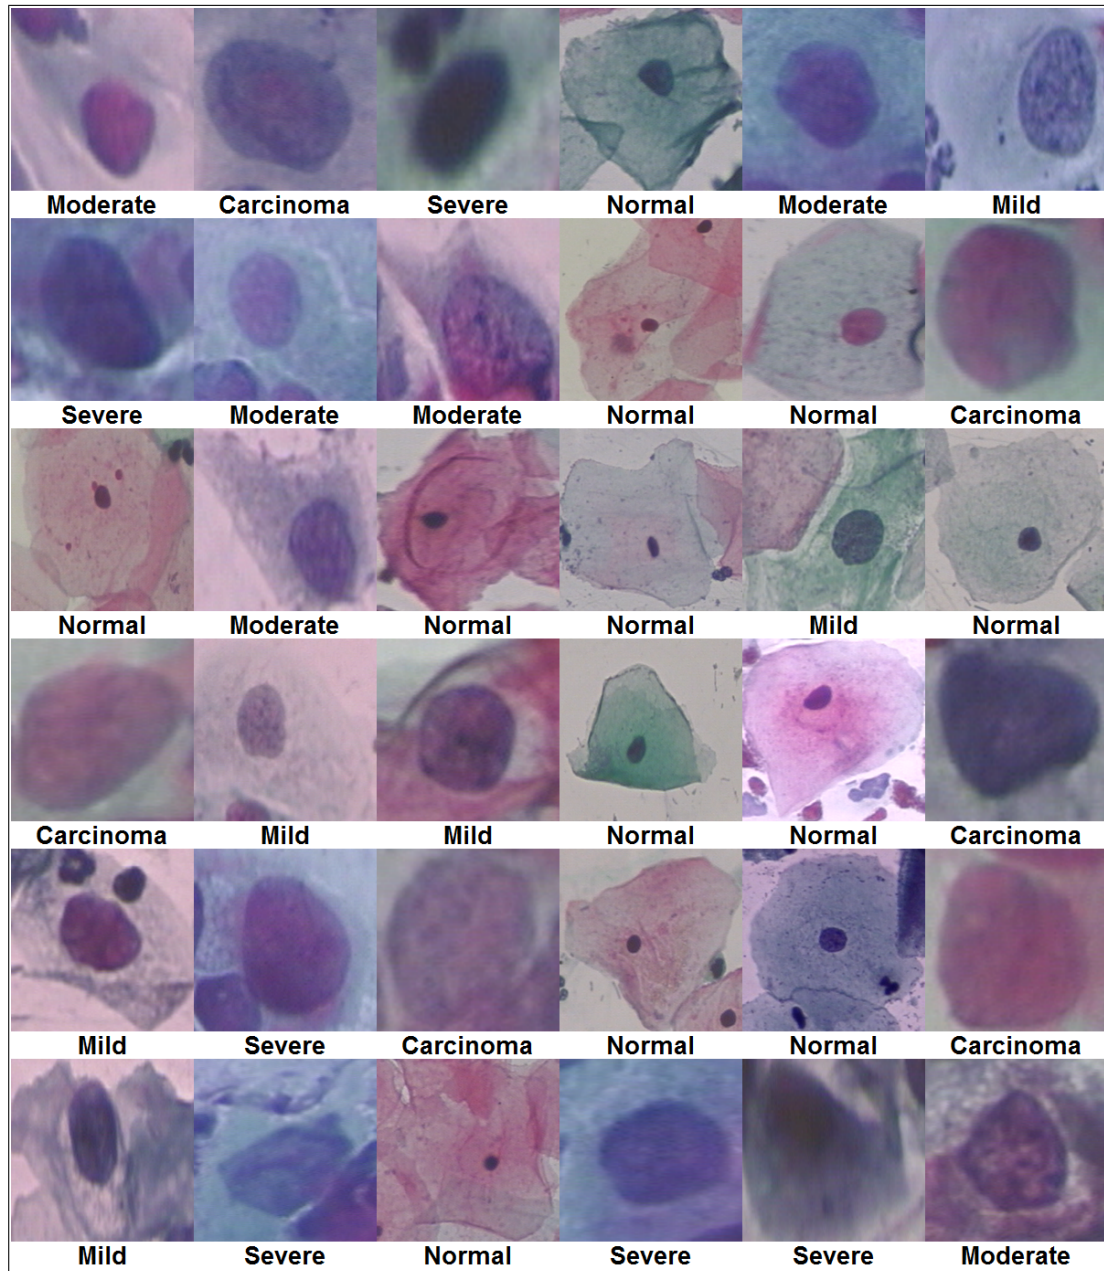 Moderate Carcinoma Severe Normal Moderate Mild
Severe Moderate Moderate Normal Normal Carcinoma
Normal Moderate Normal Normal Mild Normal
Carcinoma Mild Mild Normal Normal Carcinoma
Mild Severe Carcinoma Normal Normal Carcinoma
Mild Severe Normal Severe Severe Moderate